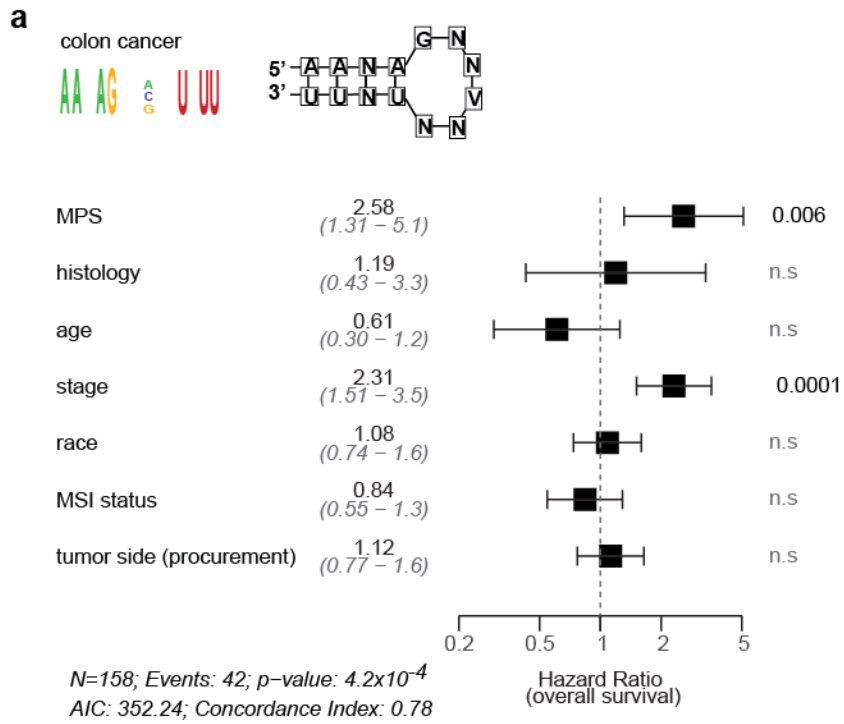 a
colon cancer
AA AG A C G U UU
5' A A N A G N N
3' U U N U N N V
N
MPS 2.58 0.006
(1.31 − 5.1)
histology 1.19 n.s
(0.43 − 3.3)
age 0.61 n.s
(0.30 − 1.2)
stage 2.31 0.0001
(1.51 − 3.5)
race 1.08 n.s
(0.74 − 1.6)
MSI status 0.84 n.s
(0.55 − 1.3)
tumor side (procurement) 1.12 n.s
(0.77 − 1.6)
0.2 0.5 1 2 5
Hazard Ratio
(overall survival)
N=158; Events: 42; p−value: 4.2x10⁻⁴
AIC: 352.24; Concordance Index: 0.78